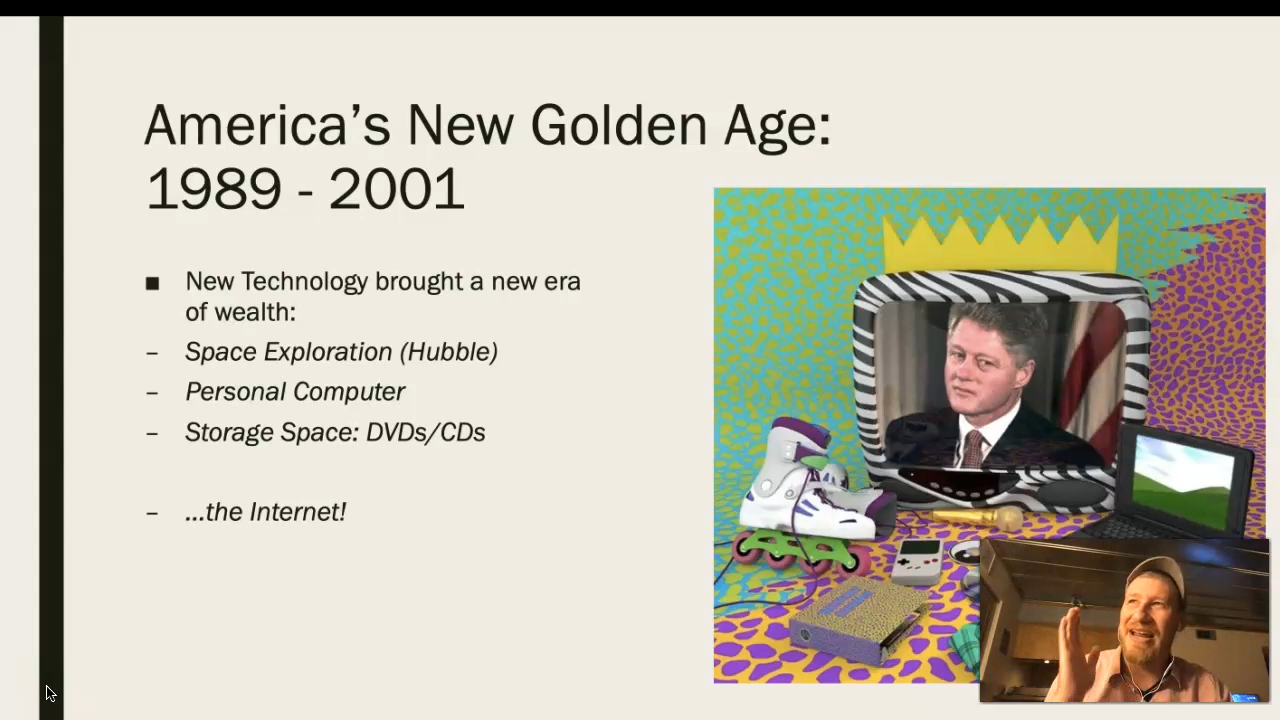 America’s New Golden Age:
1989 - 2001
■ New Technology brought a new era
of wealth:
– Space Exploration (Hubble)
– Personal Computer
– Storage Space: DVDs/CDs
– ...the Internet!